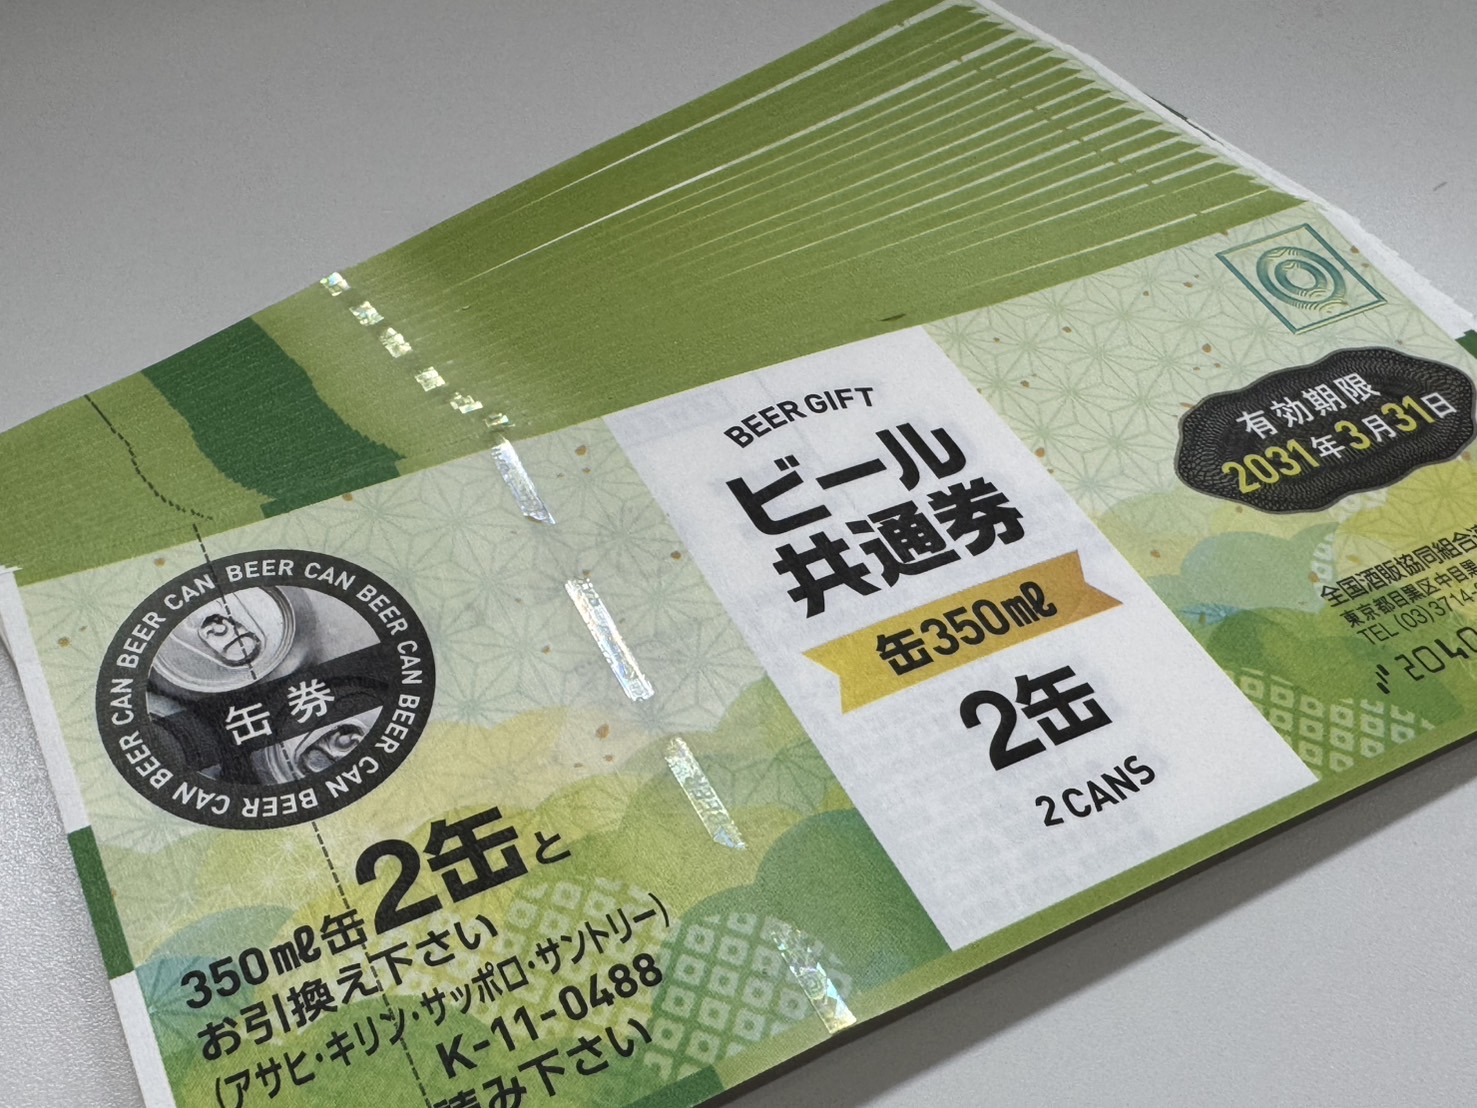 BEER CAN BEER CAN BEER CAN BEER CAN BEER CAN BEER CAN
缶 券
350㎖缶2缶と
お引換え下さい
(アサヒ・キリン・サッポロ・サントリー)
K-11-0488
読み下さい
BEER GIFT
ビール
共通券
缶350㎖
2缶
2 CANS
有効期限
2031年3月31日
全国酒販協同組合
東京都目黒区中目黒
TEL (03)3714-
2040